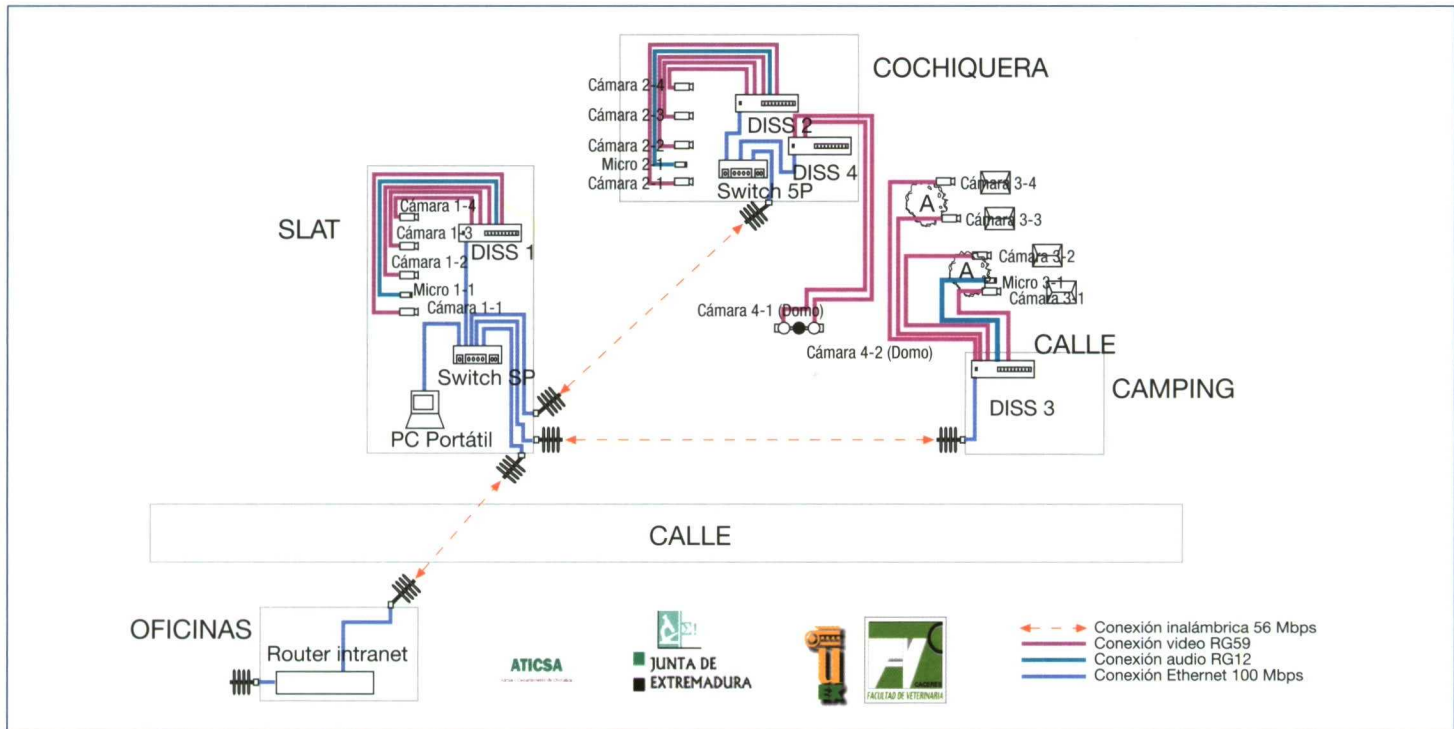 COCHIQUERA
Cámara 2-4
Cámara 2-3
Cámara 2-2
Micro 2-1
Cámara 2-1
DISS 2
DISS 4
Switch 5P
SLAT
Cámara 1-4
Cámara 1-3
Cámara 1-2
Micro 1-1
Cámara 1-1
DISS 1
Switch SP
PC Portátil
A
Cámara 3-4
Cámara 3-3
A
Cámara 3-2
Micro 3-1
Cámara 3-1
Cámara 4-1 (Domo)
Cámara 4-2 (Domo)
CALLE
CAMPING
DISS 3
CALLE
OFICINAS
Router intranet
ATICSA
JUNTA DE
EXTREMADURA
CACERES
FACULTAD DE VETERINARIA
Conexión inalámbrica 56 Mbps
Conexión video RG59
Conexión audio RG12
Conexión Ethernet 100 Mbps